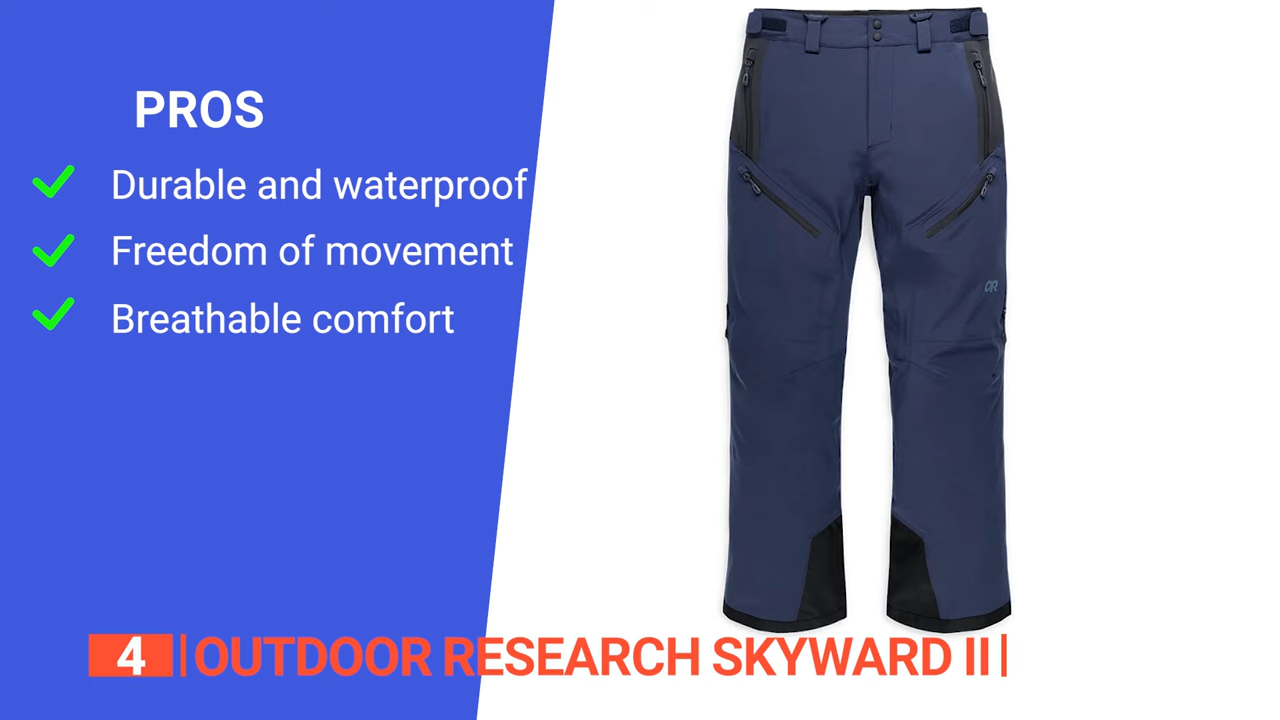 PROS
Durable and waterproof
Freedom of movement
Breathable comfort
OR
4 | OUTDOOR RESEARCH SKYWARD II |